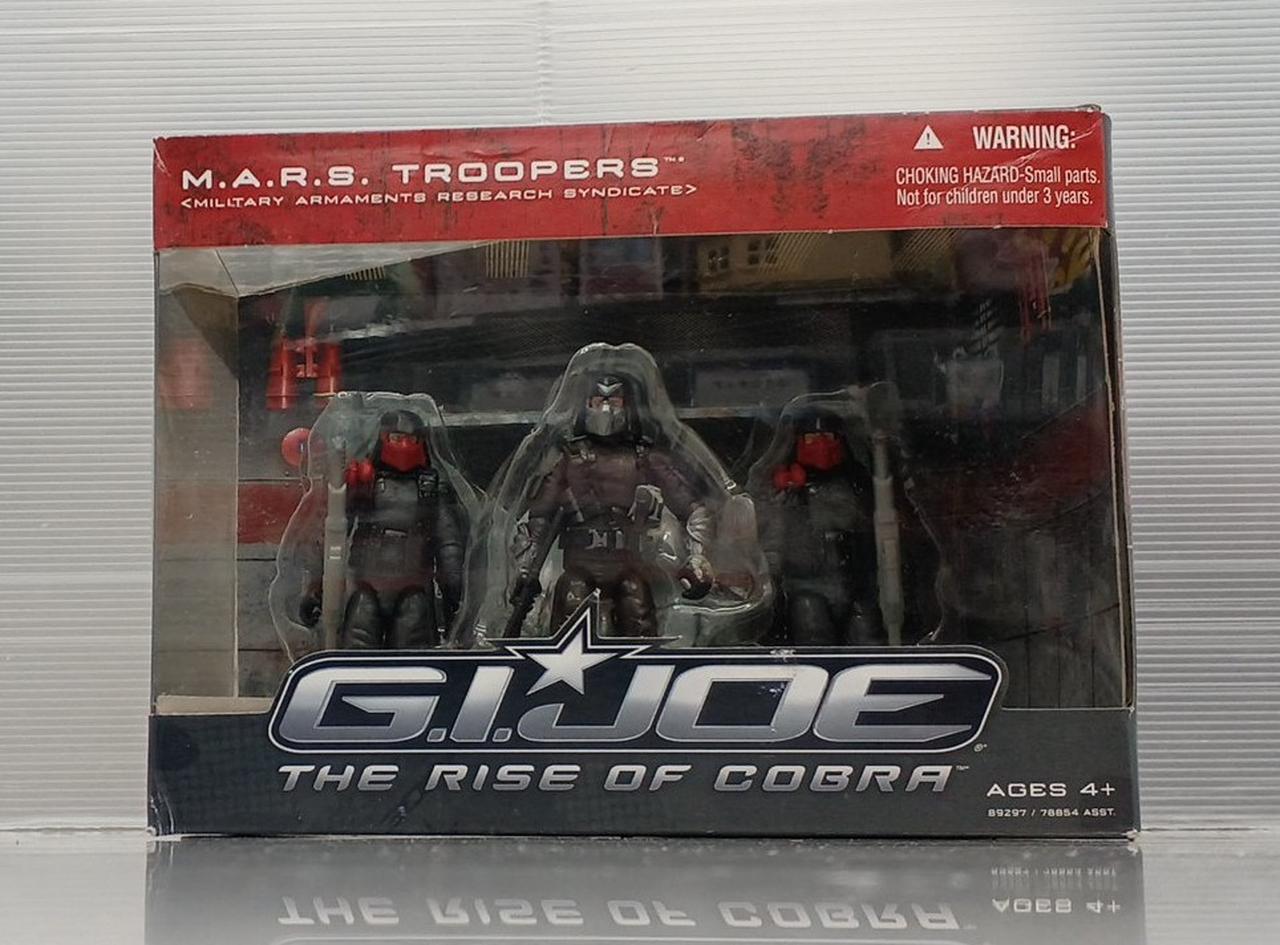 M.A.R.S. TROOPERS™*
<MILITARY ARMAMENTS RESEARCH SYNDICATE>
WARNING:
CHOKING HAZARD-Small parts.
Not for children under 3 years.
G.I. JOE®
THE RISE OF COBRA™
AGES 4+
89297 / 78854 ASST.